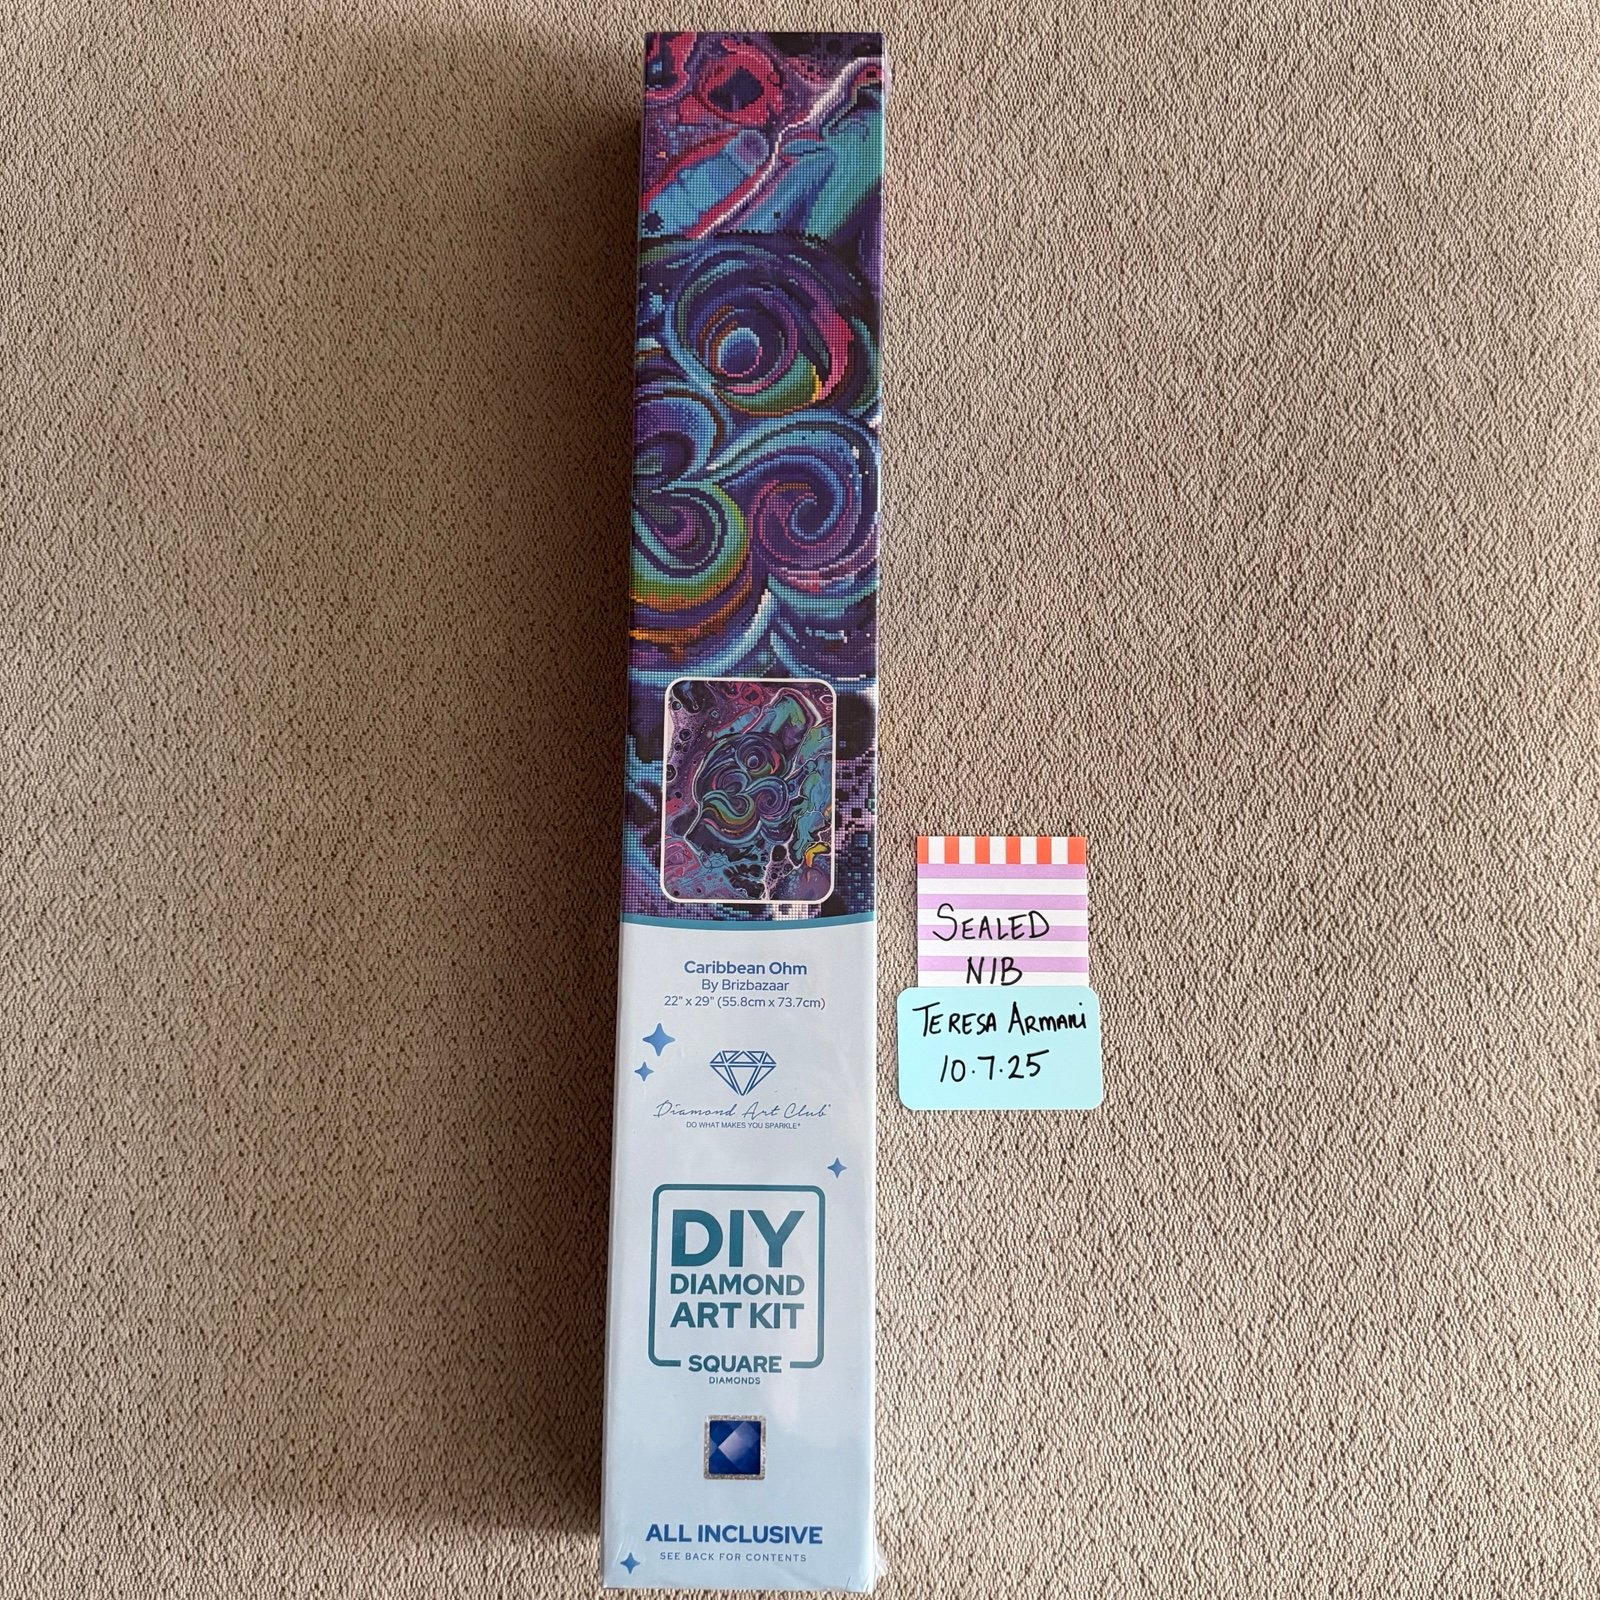 Caribbean Ohm
By Brizbazaar
22" x 29" (55.8cm x 73.7cm)
Diamond Art Club®
DO WHAT MAKES YOU SPARKLE®
DIY
DIAMOND
ART KIT
SQUARE
DIAMONDS
ALL INCLUSIVE
SEE BACK FOR CONTENTS
SEALED
NIB
TERESA ARMANI
10.7.25